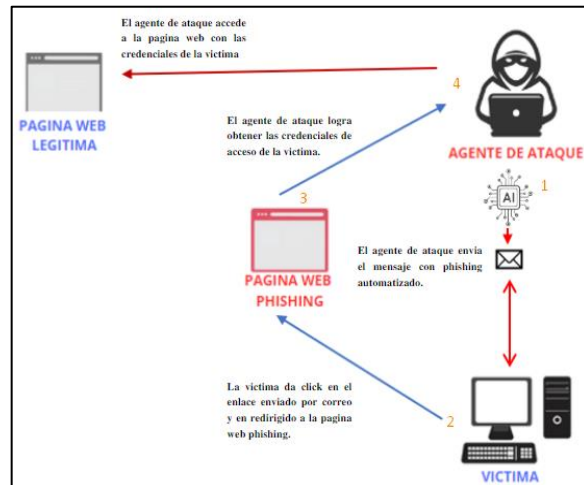 El agente de ataque accede
a la pagina web con las
credenciales de la victima
PAGINA WEB
LEGITIMA
4
AGENTE DE ATAQUE
El agente de ataque logra
obtener las credenciales de
acceso de la victima.
1
AI
3
PAGINA WEB
PHISHING
El agente de ataque envia
el mensaje con phishing
automatizado.
La victima da click en el
enlace enviado por correo
y en redirigido a la pagina
web phishing.
2
VICTIMA